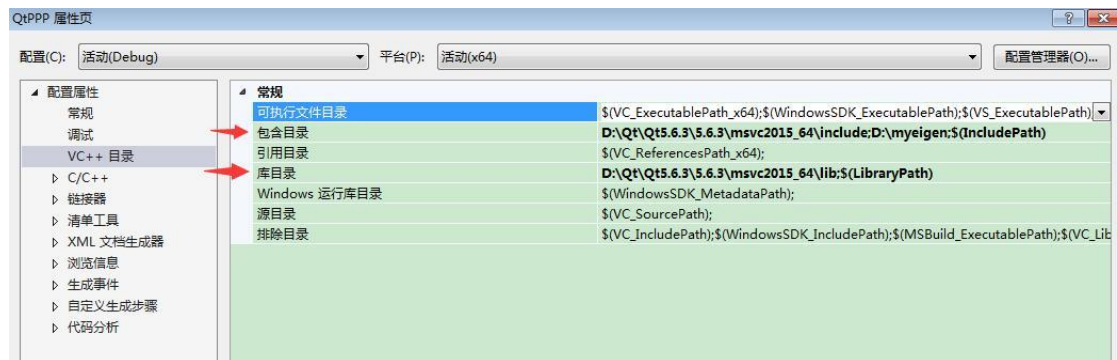 QtPPP 属性页
配置(C): 活动(Debug) 平台(P): 活动(x64) 配置管理器(O)...
配置属性
常规
调试
VC++ 目录
C/C++
链接器
清单工具
XML 文档生成器
浏览信息
生成事件
自定义生成步骤
代码分析
常规
可执行文件目录 $(VC_ExecutablePath_x64);$(WindowsSDK_ExecutablePath);$(VS_ExecutablePath)
包含目录 D:\Qt\Qt5.6.3\5.6.3\msvc2015_64\include;D:\myeigen;$(IncludePath)
引用目录 $(VC_ReferencesPath_x64);
库目录 D:\Qt\Qt5.6.3\5.6.3\msvc2015_64\lib;$(LibraryPath)
Windows 运行库目录 $(WindowsSDK_MetadataPath);
源目录 $(VC_SourcePath);
排除目录 $(VC_IncludePath);$(WindowsSDK_IncludePath);$(MSBuild_ExecutablePath);$(VC_Lib